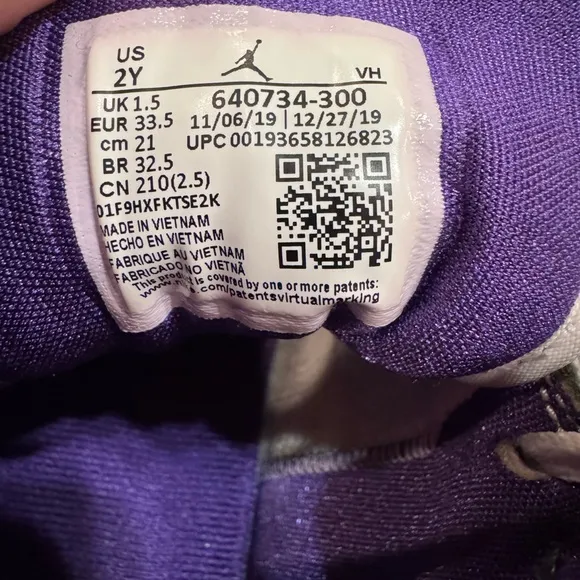 US
2Y
VH
UK 1.5
640734-300
EUR 33.5
11/06/19 | 12/27/19
cm 21
UPC 00193658126823
BR 32.5
CN 210(2.5)
01F9HXFKTSE2K
MADE IN VIETNAM
HECHO EN VIETNAM
FABRIQUE AU VIETNAM
FABRICADO NO VIETNÃ
This is covered by one or more patents:
.com/patentsvirtualmarking